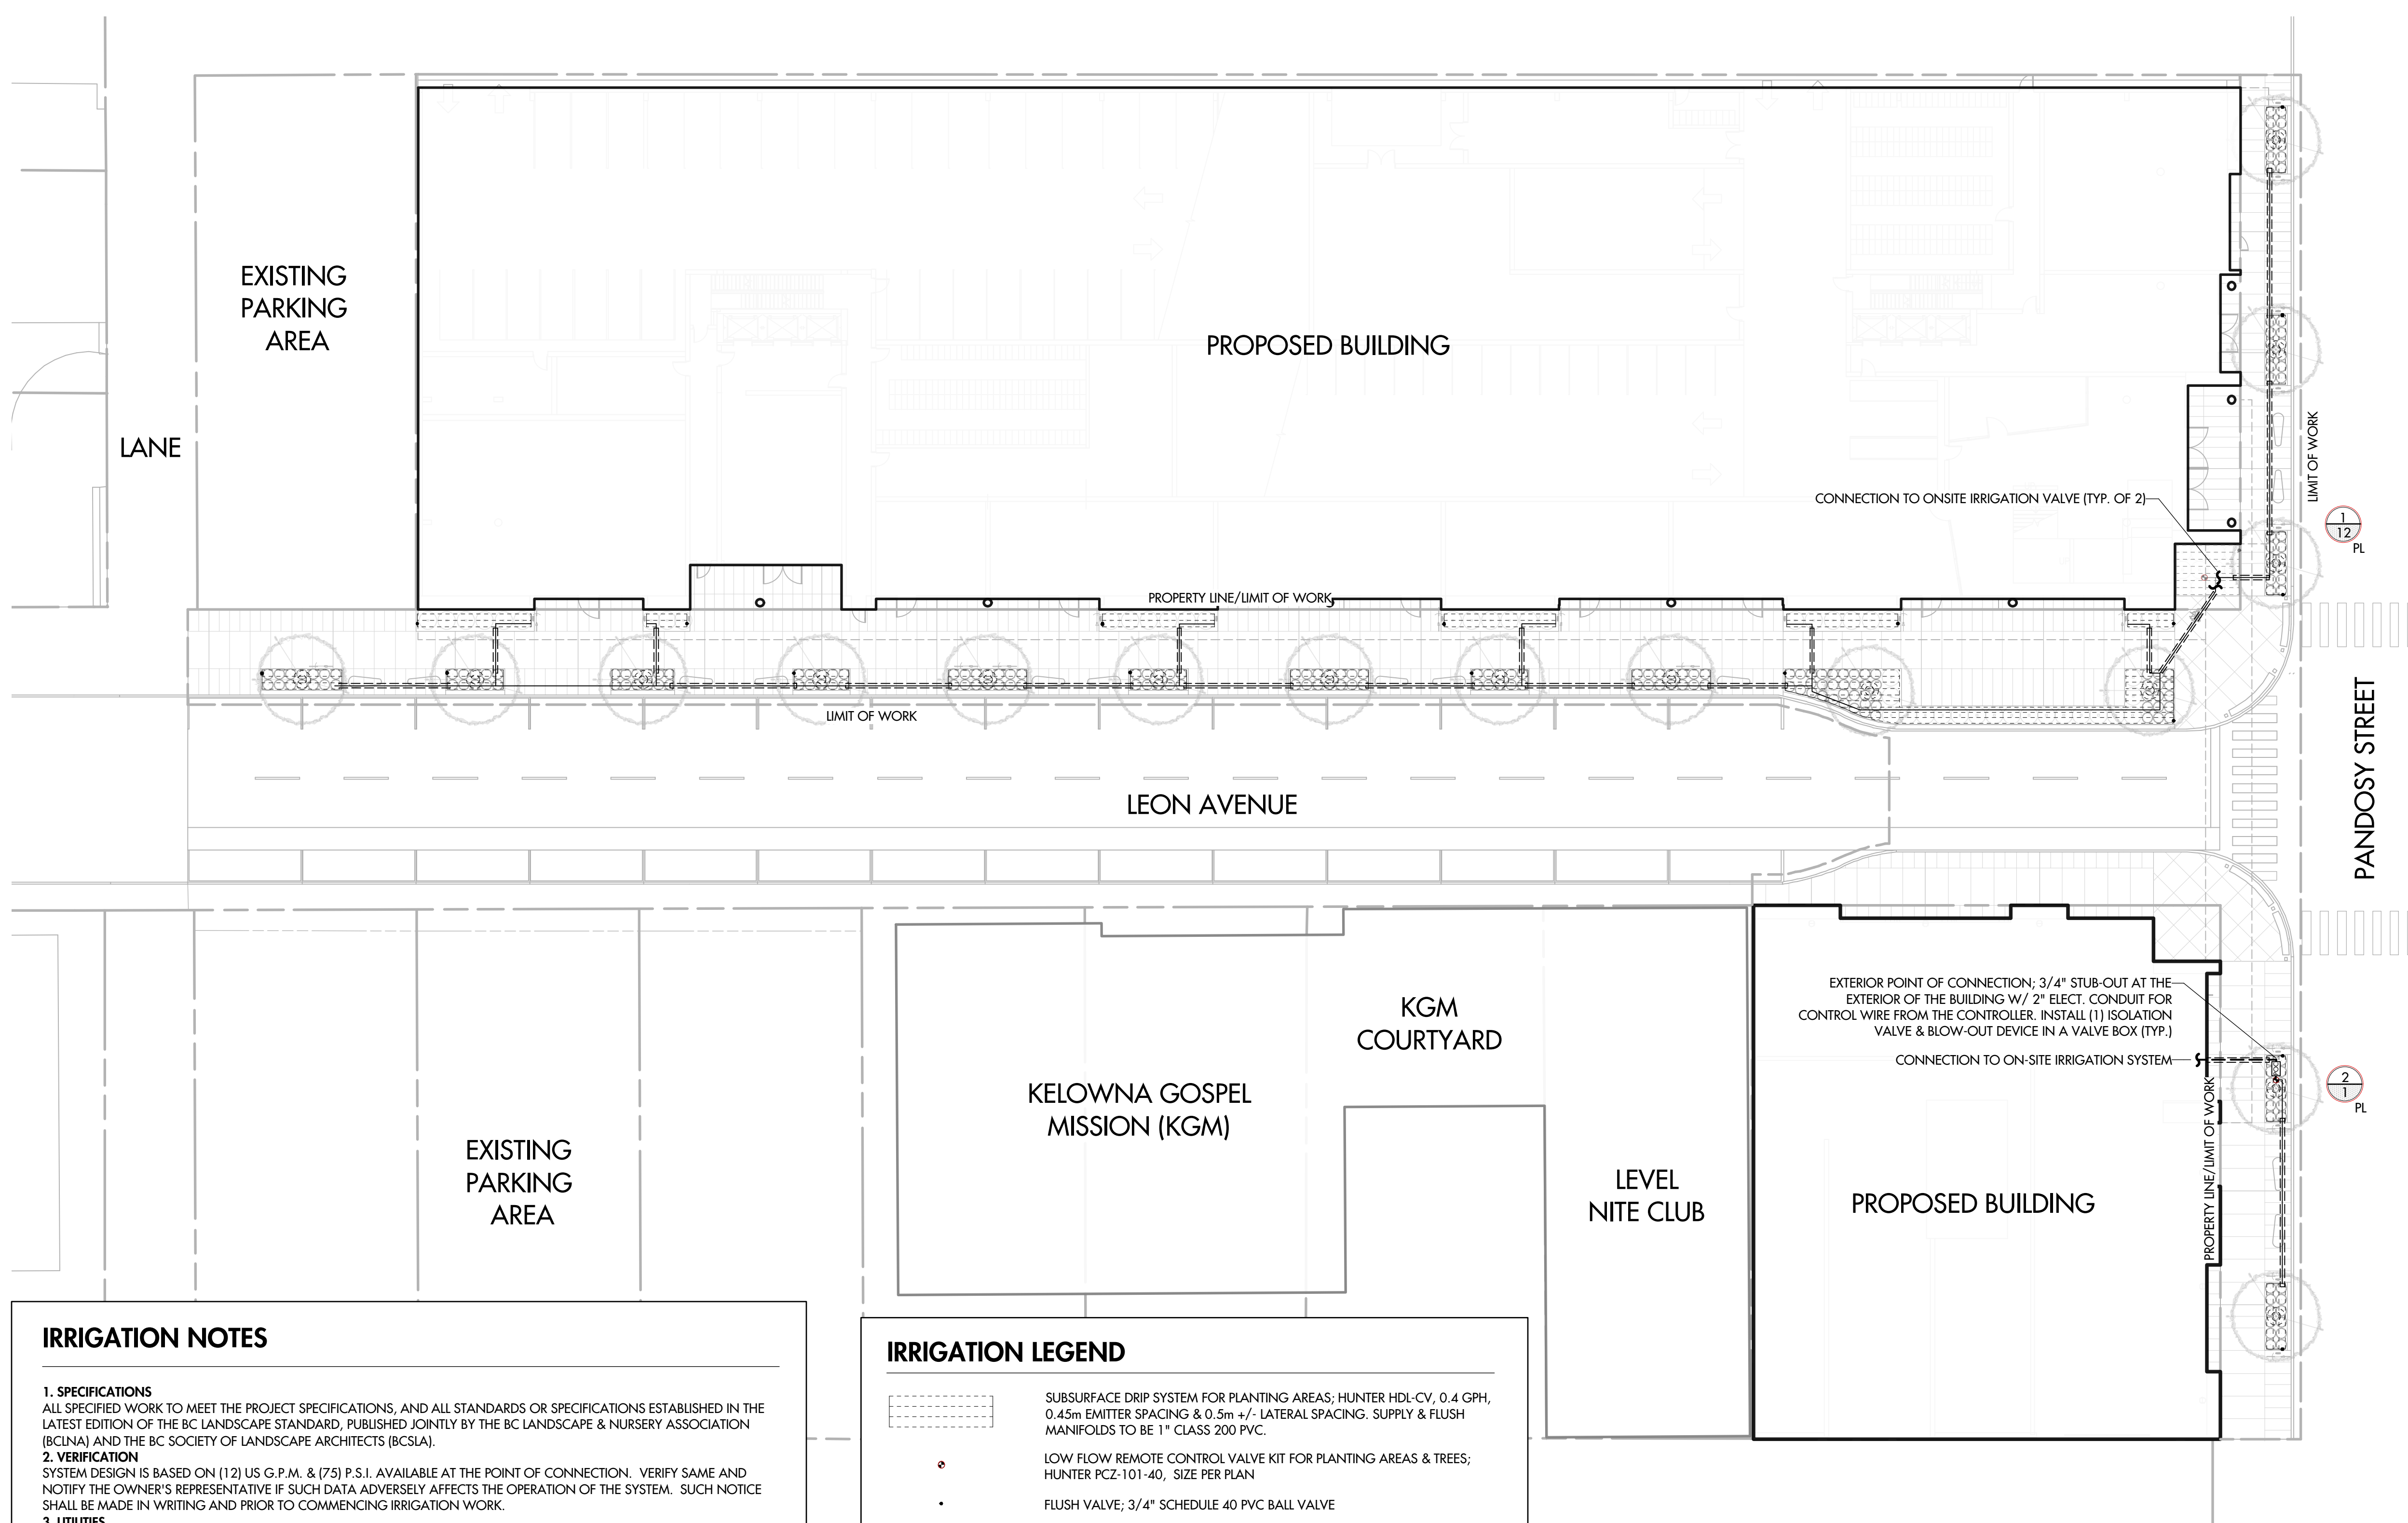 EXISTING
PARKING
AREA
PROPOSED BUILDING
LANE
LIMIT OF WORK
CONNECTION TO ONSITE IRRIGATION VALVE (TYP. OF 2)
1
12
PL
PROPERTY LINE/LIMIT OF WORK
LIMIT OF WORK
PANDOSY STREET
LEON AVENUE
EXTERIOR POINT OF CONNECTION; 3/4" STUB-OUT AT THE
EXTERIOR OF THE BUILDING W/ 2" ELECT. CONDUIT FOR
CONTROL WIRE FROM THE CONTROLLER. INSTALL (1) ISOLATION
VALVE & BLOW-OUT DEVICE IN A VALVE BOX (TYP.)
KGM
COURTYARD
CONNECTION TO ON-SITE IRRIGATION SYSTEM
2
1
PL
KELOWNA GOSPEL
MISSION (KGM)
PROPERTY LINE/LIMIT OF WORK
EXISTING
PARKING
AREA
LEVEL
NITE CLUB
PROPOSED BUILDING
IRRIGATION NOTES
1. SPECIFICATIONS
ALL SPECIFIED WORK TO MEET THE PROJECT SPECIFICATIONS, AND ALL STANDARDS OR SPECIFICATIONS ESTABLISHED IN THE
LATEST EDITION OF THE BC LANDSCAPE STANDARD, PUBLISHED JOINTLY BY THE BC LANDSCAPE & NURSERY ASSOCIATION
(BCLNA) AND THE BC SOCIETY OF LANDSCAPE ARCHITECTS (BCSLA).
2. VERIFICATION
SYSTEM DESIGN IS BASED ON (12) US G.P.M. & (75) P.S.I. AVAILABLE AT THE POINT OF CONNECTION. VERIFY SAME AND
NOTIFY THE OWNER'S REPRESENTATIVE IF SUCH DATA ADVERSELY AFFECTS THE OPERATION OF THE SYSTEM. SUCH NOTICE
SHALL BE MADE IN WRITING AND PRIOR TO COMMENCING IRRIGATION WORK.
3. UTILITIES
IRRIGATION LEGEND
SUBSURFACE DRIP SYSTEM FOR PLANTING AREAS; HUNTER HDL-CV, 0.4 GPH,
0.45m EMITTER SPACING & 0.5m +/- LATERAL SPACING. SUPPLY & FLUSH
MANIFOLDS TO BE 1" CLASS 200 PVC.
LOW FLOW REMOTE CONTROL VALVE KIT FOR PLANTING AREAS & TREES;
HUNTER PCZ-101-40, SIZE PER PLAN
FLUSH VALVE; 3/4" SCHEDULE 40 PVC BALL VALVE